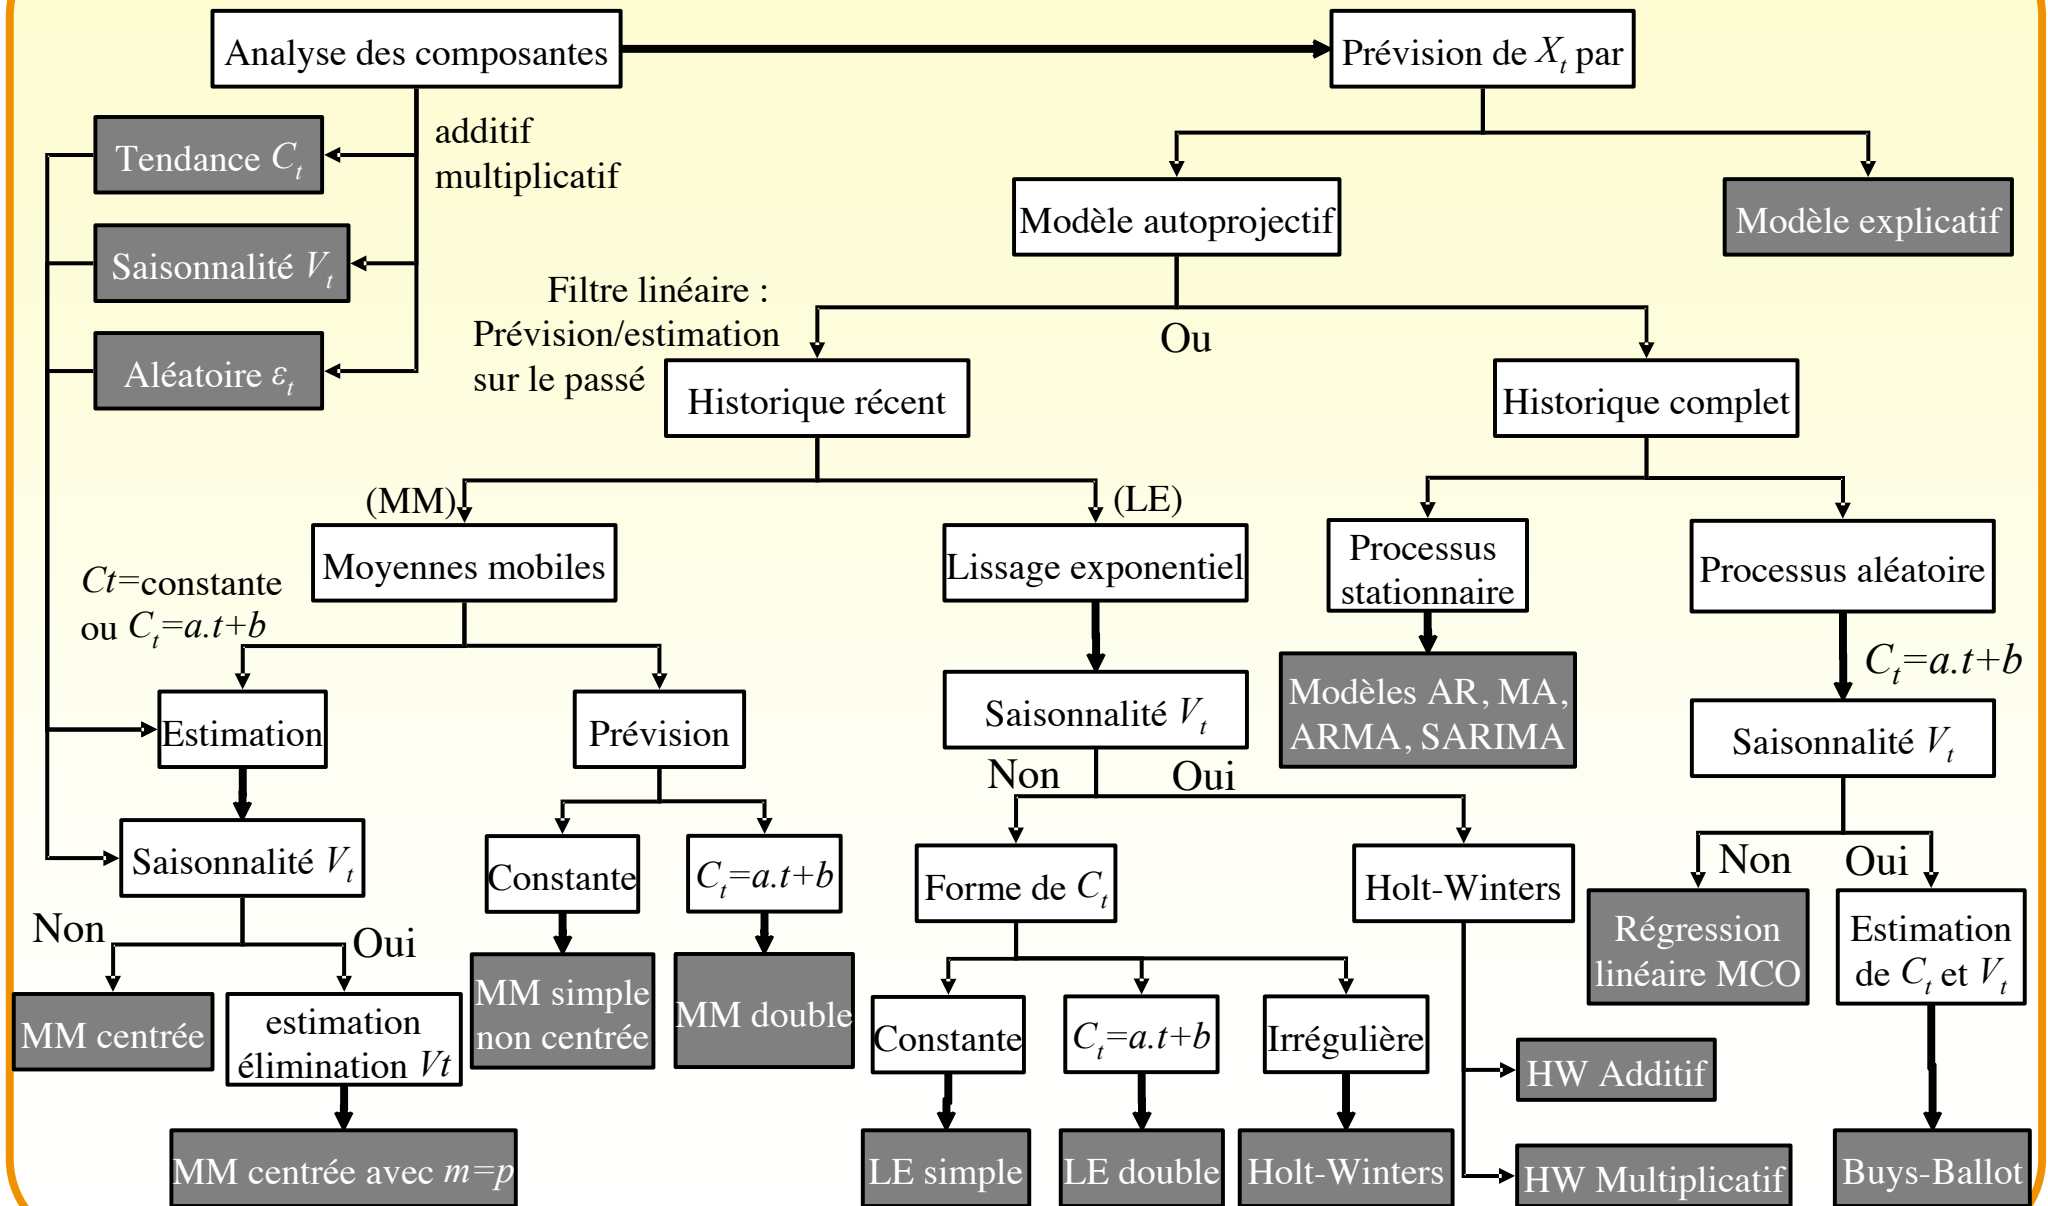 Analyse des composantes
Prévision de Xt par
additif
multiplicatif
Tendance Ct
Saisonnalité Vt
Aléatoire εt
Modèle autoprojectif
Modèle explicatif
Filtre linéaire :
Prévision/estimation
sur le passé
Ou
Historique récent
Historique complet
(MM)
(LE)
Moyennes mobiles
Lissage exponentiel
Processus
stationnaire
Processus aléatoire
Ct=constante
ou Ct=a.t+b
Ct=a.t+b
Estimation
Prévision
Saisonnalité Vt
Modèles AR, MA,
ARMA, SARIMA
Saisonnalité Vt
Non
Oui
Saisonnalité Vt
Constante
Ct=a.t+b
Forme de Ct
Holt-Winters
Non
Oui
Non
Oui
MM centrée
estimation
élimination Vt
MM simple
non centrée
MM double
Constante
Ct=a.t+b
Irrégulière
Régression
linéaire MCO
Estimation
de Ct et Vt
HW Additif
MM centrée avec m=p
LE simple
LE double
Holt-Winters
HW Multiplicatif
Buys-Ballot